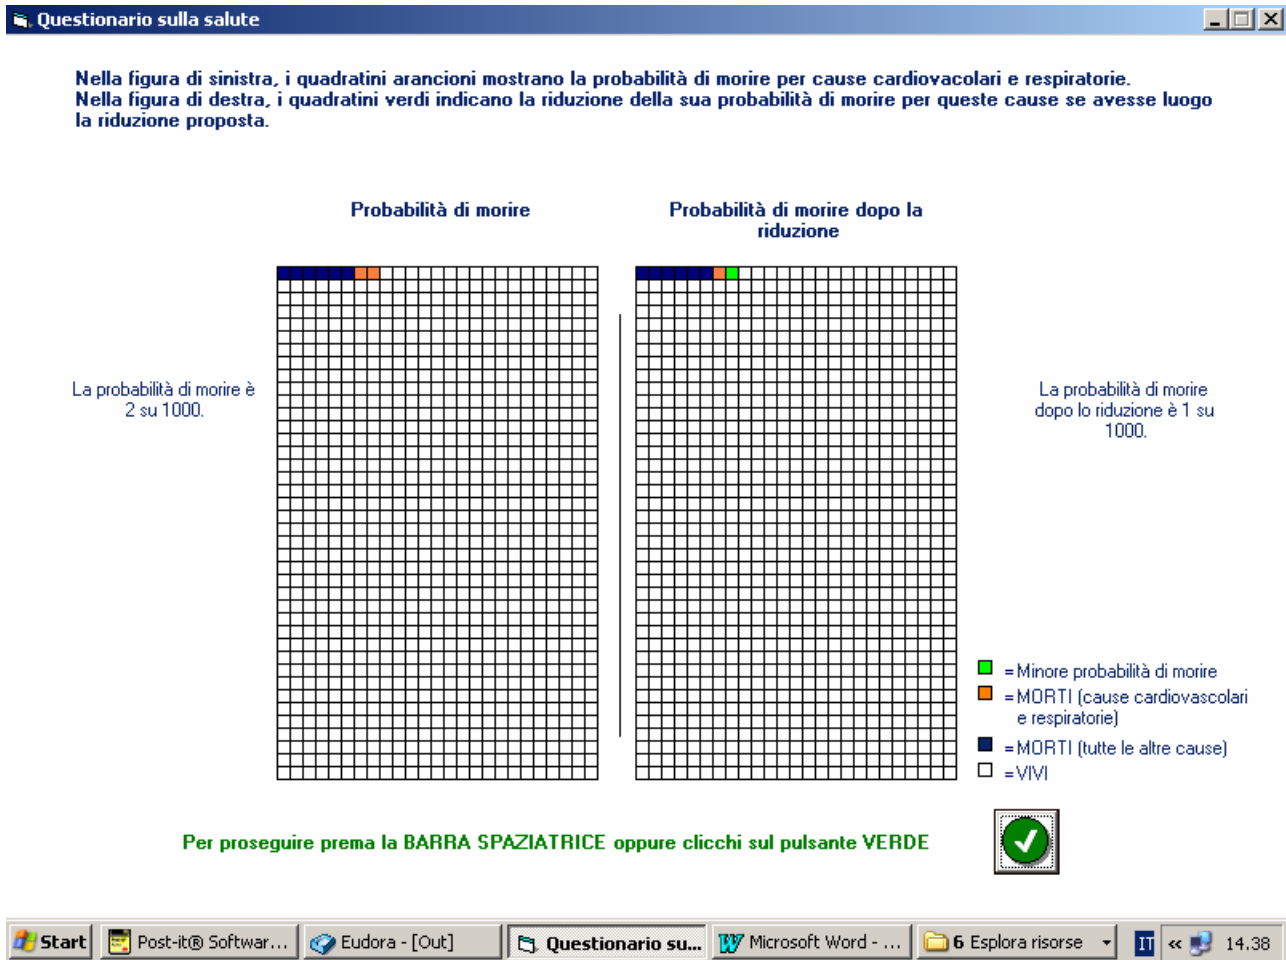 Questionario sulla salute
Nella figura di sinistra, i quadratini arancioni mostrano la probabilità di morire per cause cardiovacolari e respiratorie.
Nella figura di destra, i quadratini verdi indicano la riduzione della sua probabilità di morire per queste cause se avesse luogo
la riduzione proposta.
Probabilità di morire
Probabilità di morire dopo la
riduzione
La probabilità di morire è
2 su 1000.
La probabilità di morire
dopo lo riduzione è 1 su
1000.
= Minore probabilità di morire
= MORTI (cause cardiovascolari
e respiratorie)
= MORTI (tutte le altre cause)
= VIVI
Per proseguire prema la BARRA SPAZIATRICE oppure clicchi sul pulsante VERDE
Start
Post-it® Softwar...
Eudora - [Out]
Questionario su...
Microsoft Word - ...
6 Esplora risorse
IT
«
14.38